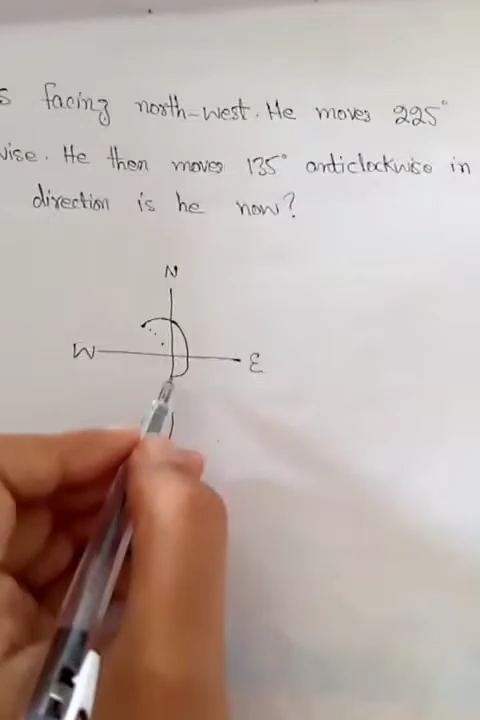 s facing north-west. He moves 225°
wise. He then moves 135° anticlockwise in
direction is he now?
N
W
E